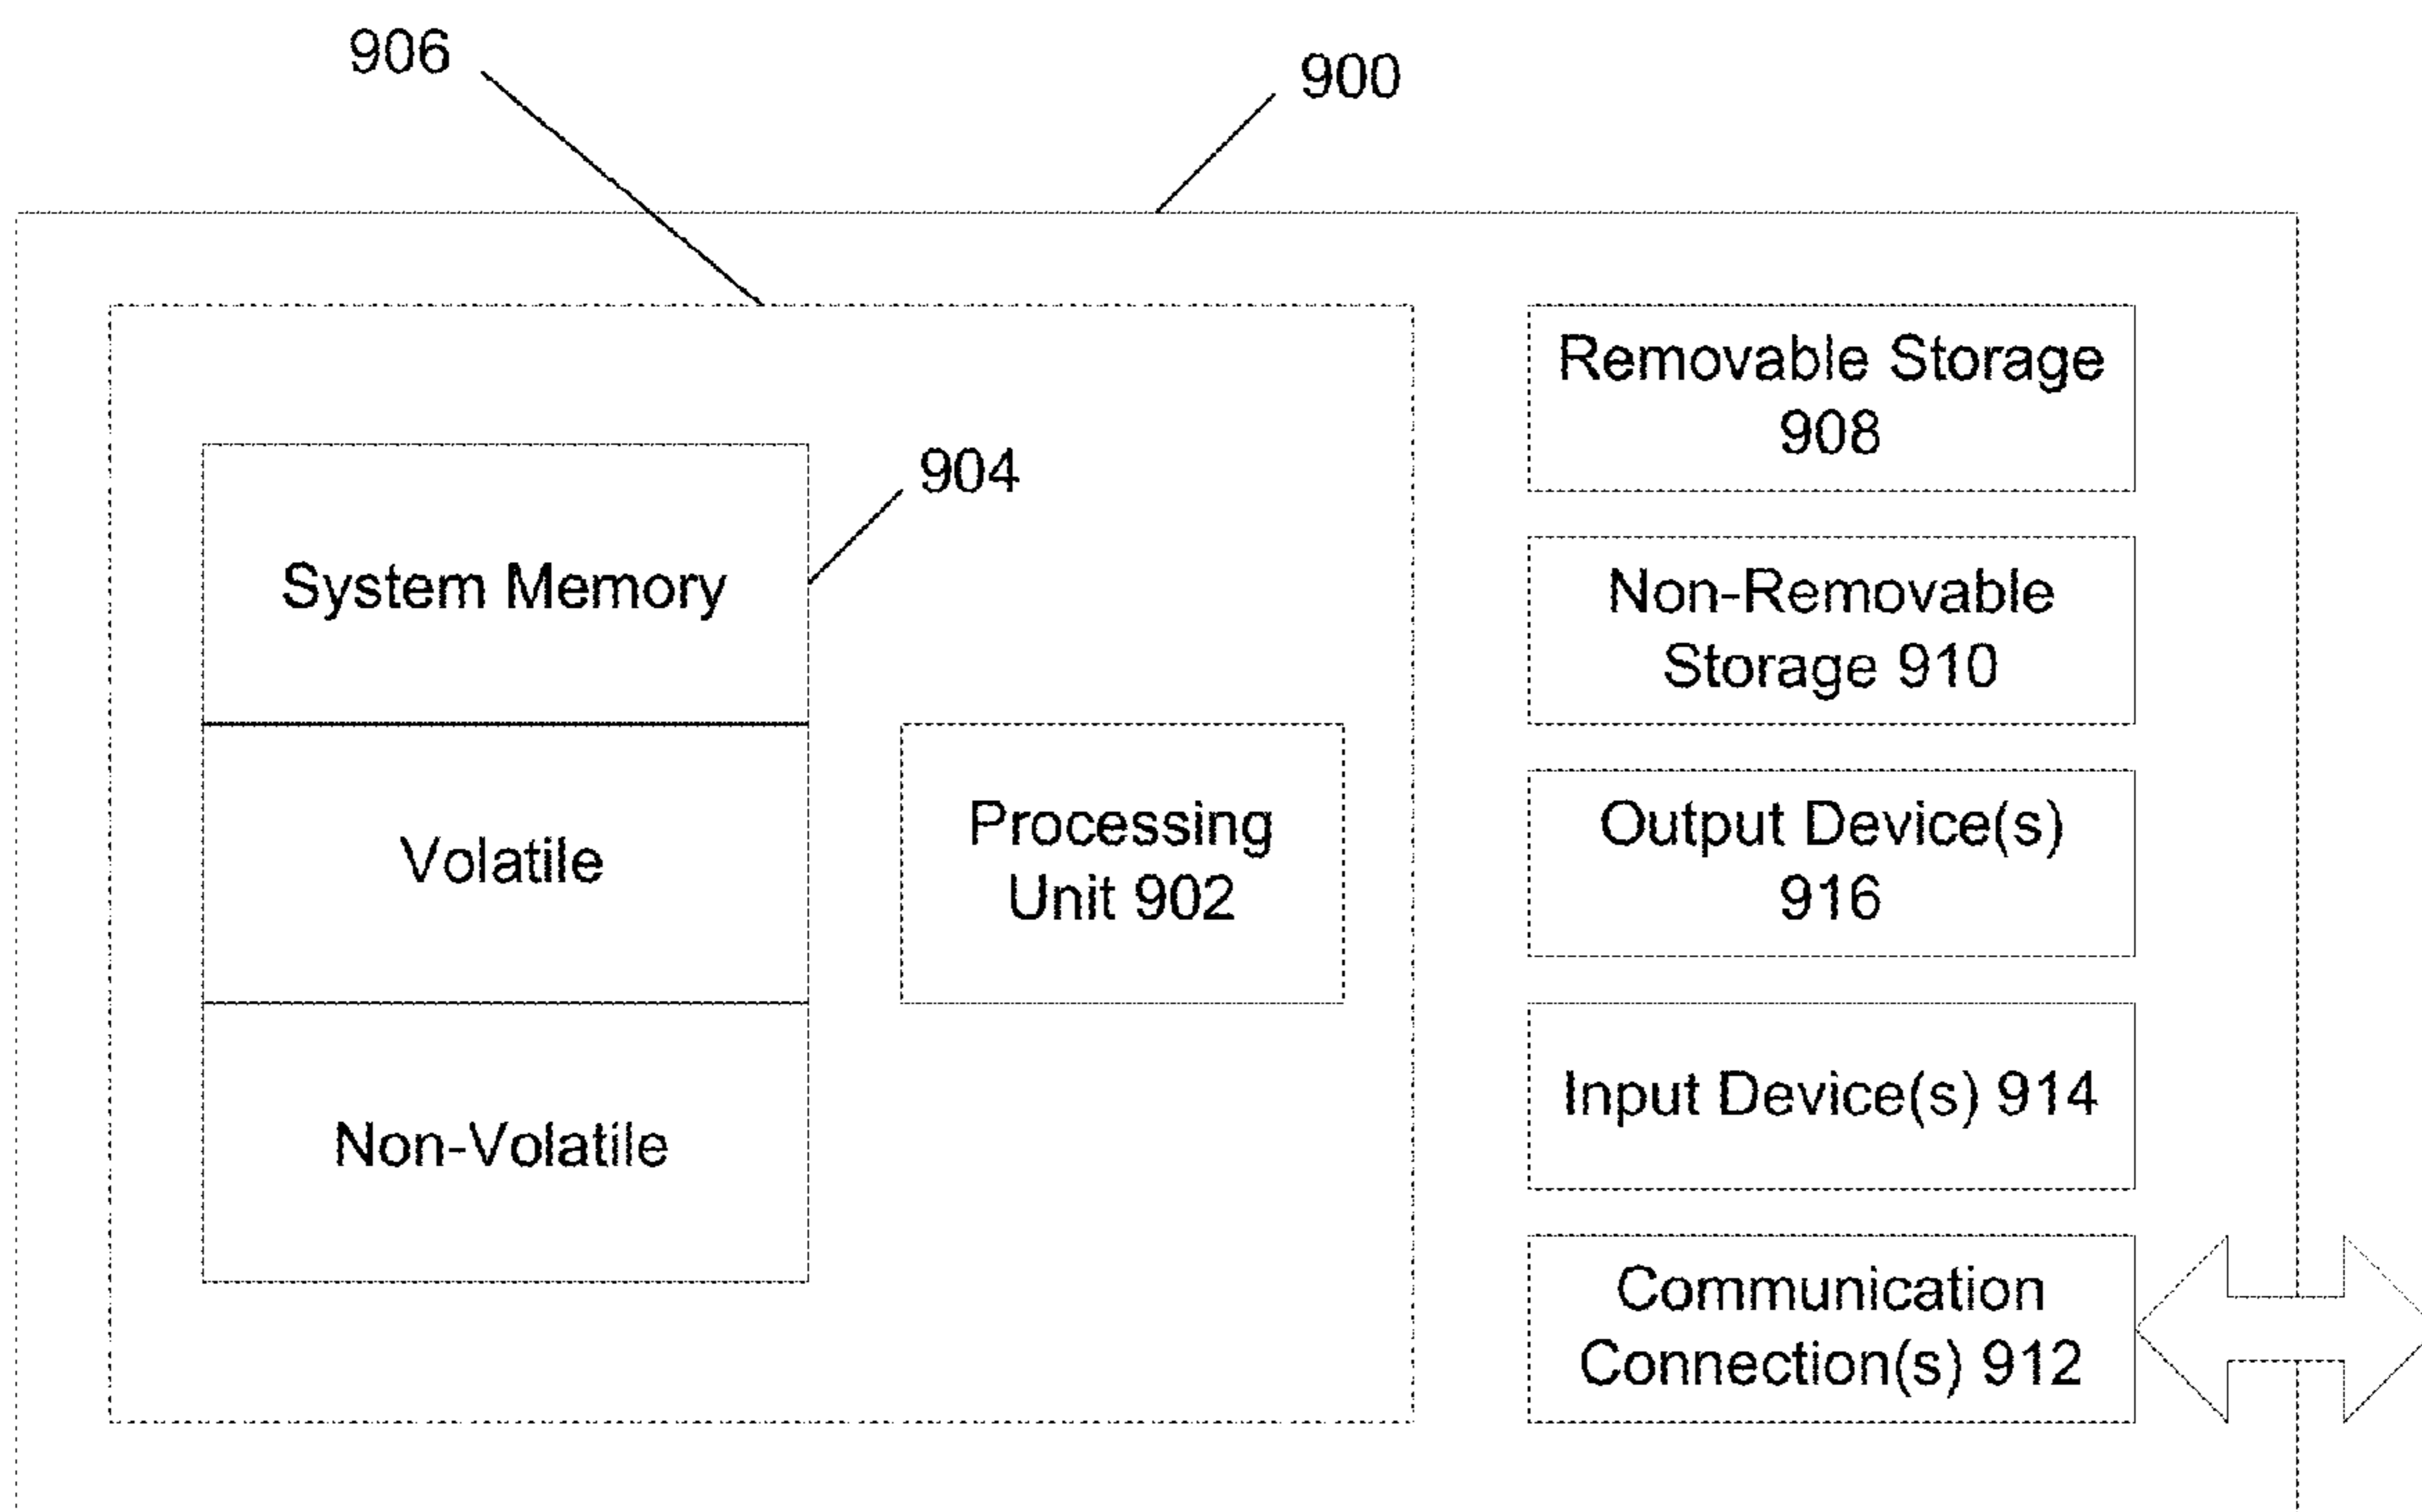 906
900
904
System Memory
Volatile
Non-Volatile
Processing
Unit 902
Removable Storage
908
Non-Removable
Storage 910
Output Device(s)
916
Input Device(s) 914
Communication
Connection(s) 912